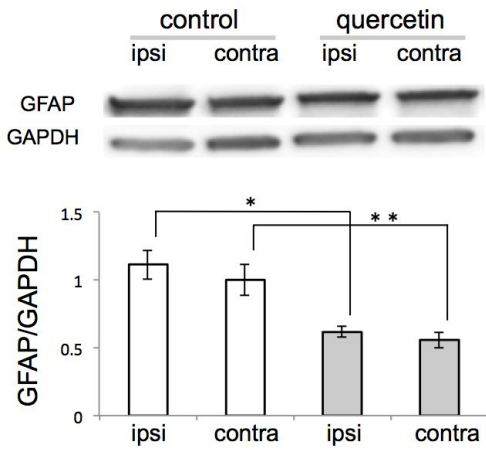 control quercetin
ipsi contra ipsi contra
GFAP
GAPDH
GFAP/GAPDH
1.5
1
0.5
0
*
**
ipsi contra ipsi contra